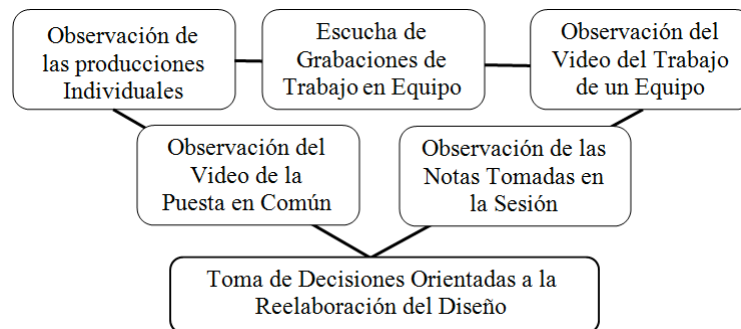 Observación de
las producciones
Individuales
Escucha de
Grabaciones de
Trabajo en Equipo
Observación del
Video del Trabajo
de un Equipo
Observación del
Video de la
Puesta en Común
Observación de las
Notas Tomadas en
la Sesión
Toma de Decisiones Orientadas a la
Reelaboración del Diseño